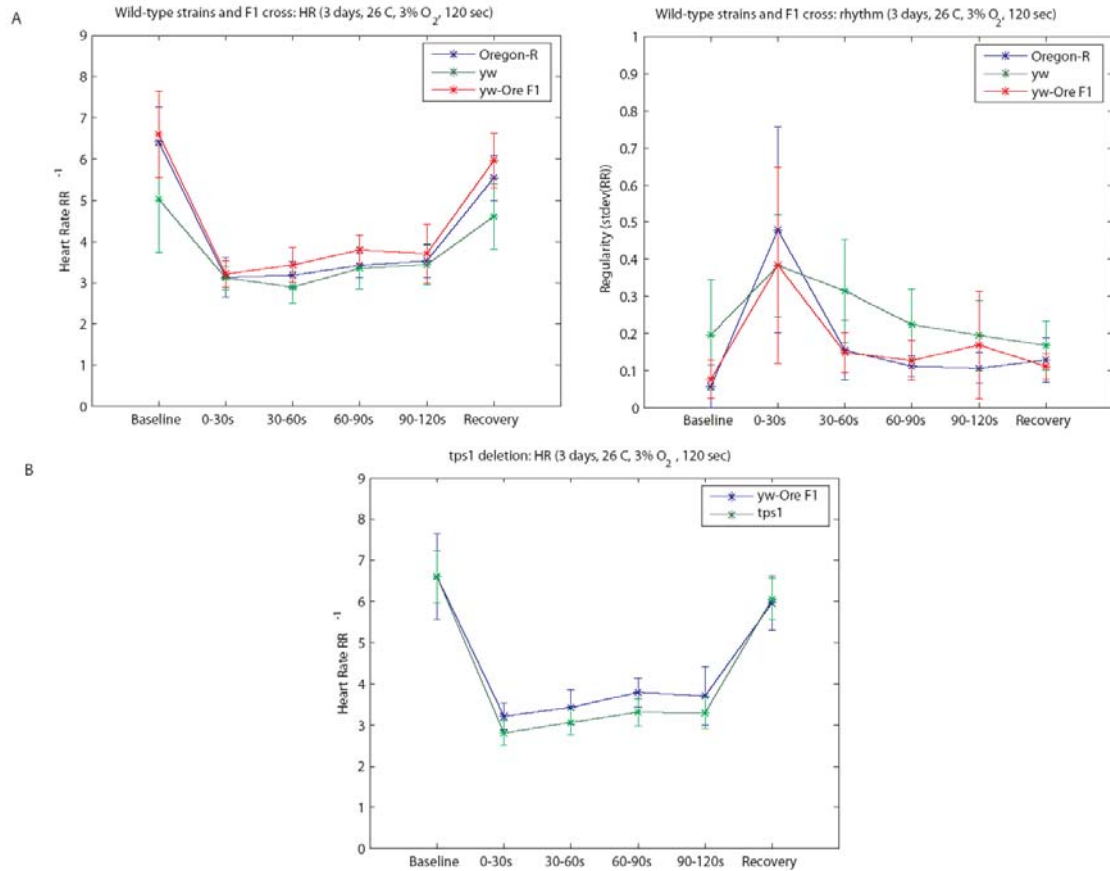 A
Wild-type strains and F1 cross: HR (3 days, 26 C, 3% O2, 120 sec)
9
8
7
6
5
4
3
2
1
0
Heart Rate RR -1
Oregon-R
yw
yw-Ore F1
Baseline 0-30s 30-60s 60-90s 90-120s Recovery
Wild-type strains and F1 cross: rhythm (3 days, 26 C, 3% O2, 120 sec)
1
0.9
0.8
0.7
0.6
0.5
0.4
0.3
0.2
0.1
0
Regularity (stdev(RR))
Oregon-R
yw
yw-Ore F1
Baseline 0-30s 30-60s 60-90s 90-120s Recovery
B
tps1 deletion: HR (3 days, 26 C, 3% O2 , 120 sec)
9
8
7
6
5
4
3
2
1
0
Heart Rate RR -1
yw-Ore F1
tps1
Baseline 0-30s 30-60s 60-90s 90-120s Recovery